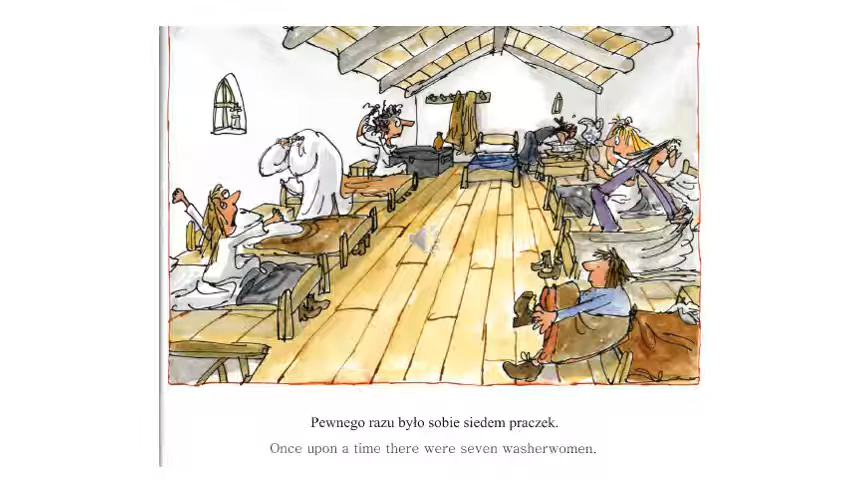 Pewnego razu było sobie siedem praczek.
Once upon a time there were seven washerwomen.